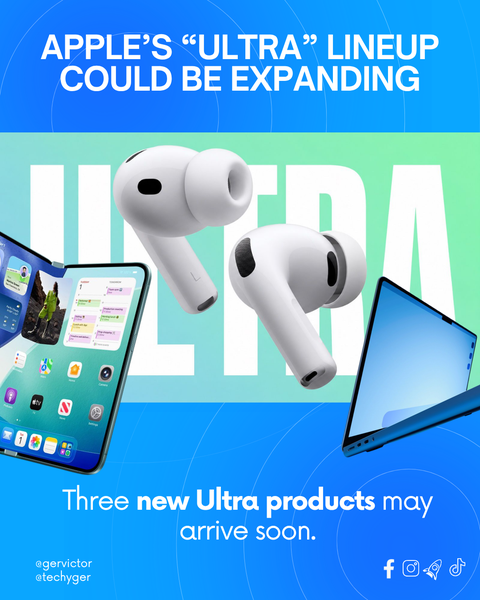 APPLE’S “ULTRA” LINEUP
COULD BE EXPANDING
ULTRA
L
Three new Ultra products may
arrive soon.
@gervictor
@techyger